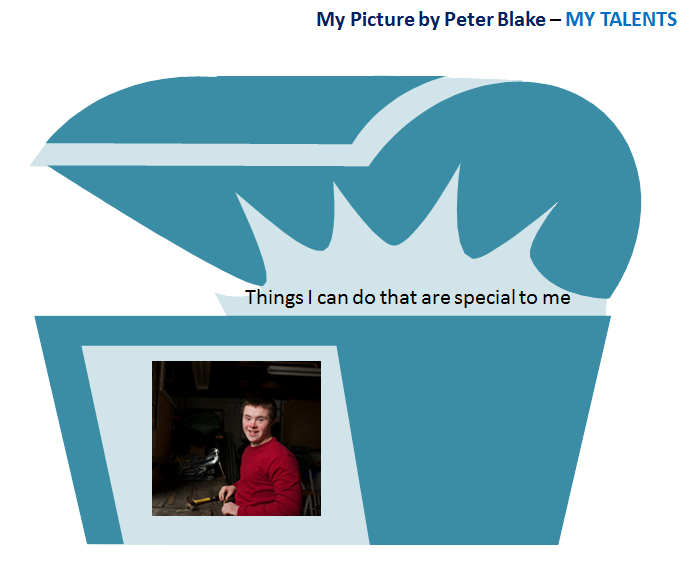 My Picture by Peter Blake – MY TALENTS
Things I can do that are special to me